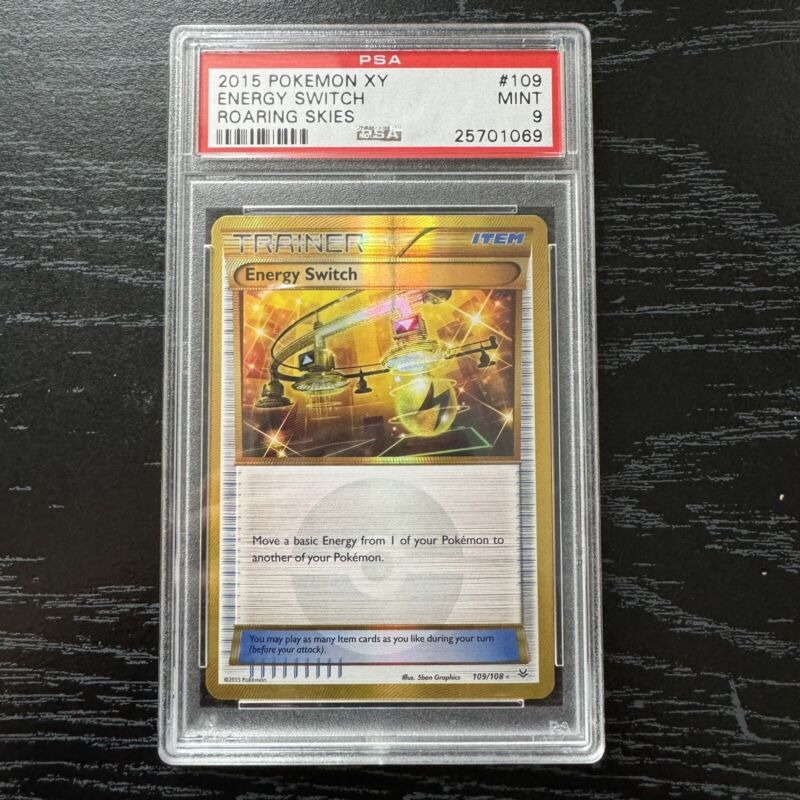 PSA
2015 POKEMON XY #109
ENERGY SWITCH MINT
ROARING SKIES 9
PSA 25701069
TRAINER ITEM
Energy Switch
Move a basic Energy from 1 of your Pokémon to
another of your Pokémon.
You may play as many Item cards as you like during your turn
(before your attack).
©2015 Pokémon Illus. 5ban Graphics 109/108